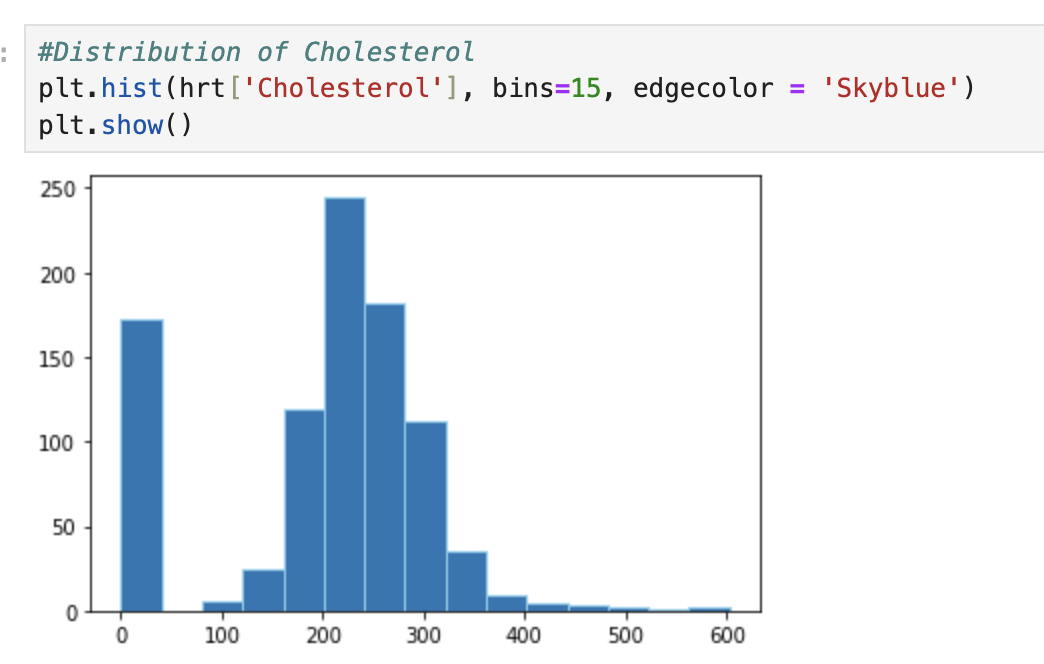 :
#Distribution of Cholesterol
plt.hist(hrt['Cholesterol'], bins=15, edgecolor = 'Skyblue')
plt.show()
250
200
150
100
50
0
0 100 200 300 400 500 600